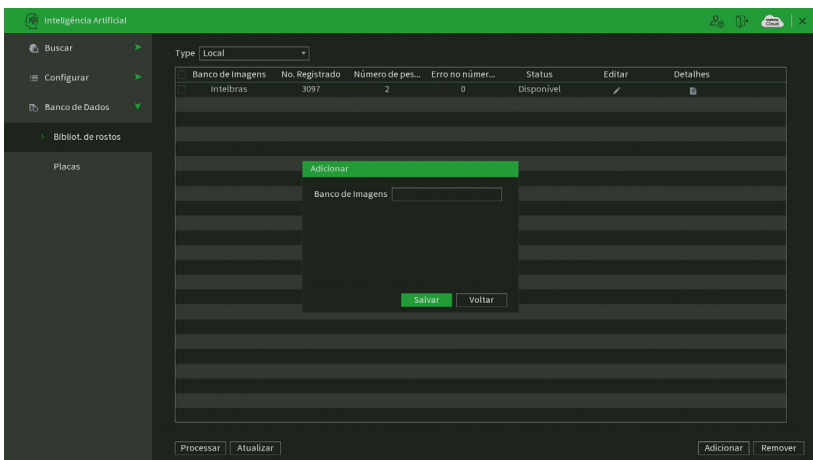 Inteligência Artificial
Buscar
Configurar
Banco de Dados
Bibliot. de rostos
Placas
Type Local
Banco de Imagens No. Registrado Número de pes... Erro no númer... Status Editar Detalhes
Intelbras 3097 2 0 Disponível
Adicionar
Banco de Imagens
Salvar Voltar
Processar Atualizar Adicionar Remover